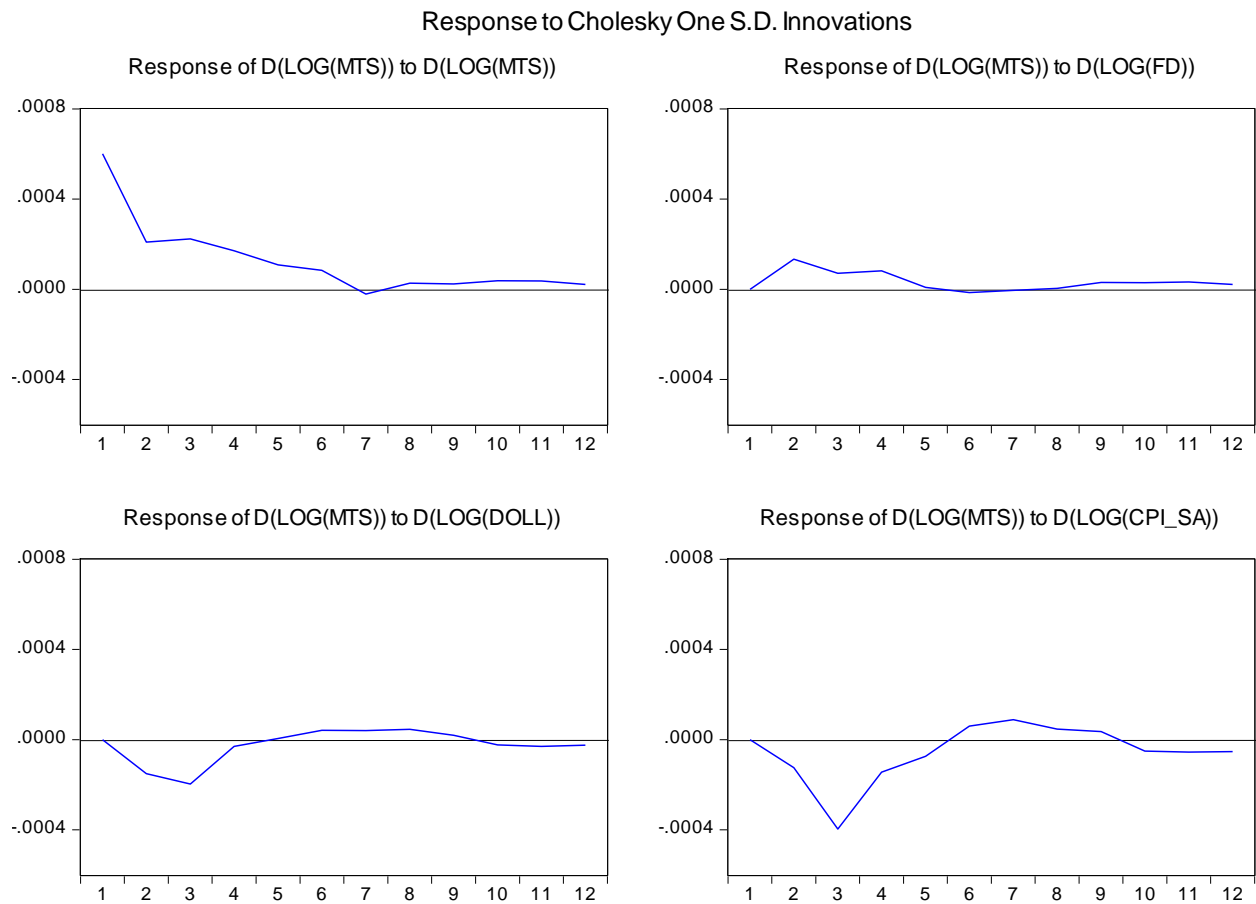 Response to Cholesky One S.D. Innovations
Response of D(LOG(MTS)) to D(LOG(MTS))
.0008
.0004
.0000
-.0004
1 2 3 4 5 6 7 8 9 10 11 12
Response of D(LOG(MTS)) to D(LOG(FD))
.0008
.0004
.0000
-.0004
1 2 3 4 5 6 7 8 9 10 11 12
Response of D(LOG(MTS)) to D(LOG(DOLL))
.0008
.0004
.0000
-.0004
1 2 3 4 5 6 7 8 9 10 11 12
Response of D(LOG(MTS)) to D(LOG(CPI_SA))
.0008
.0004
.0000
-.0004
1 2 3 4 5 6 7 8 9 10 11 12